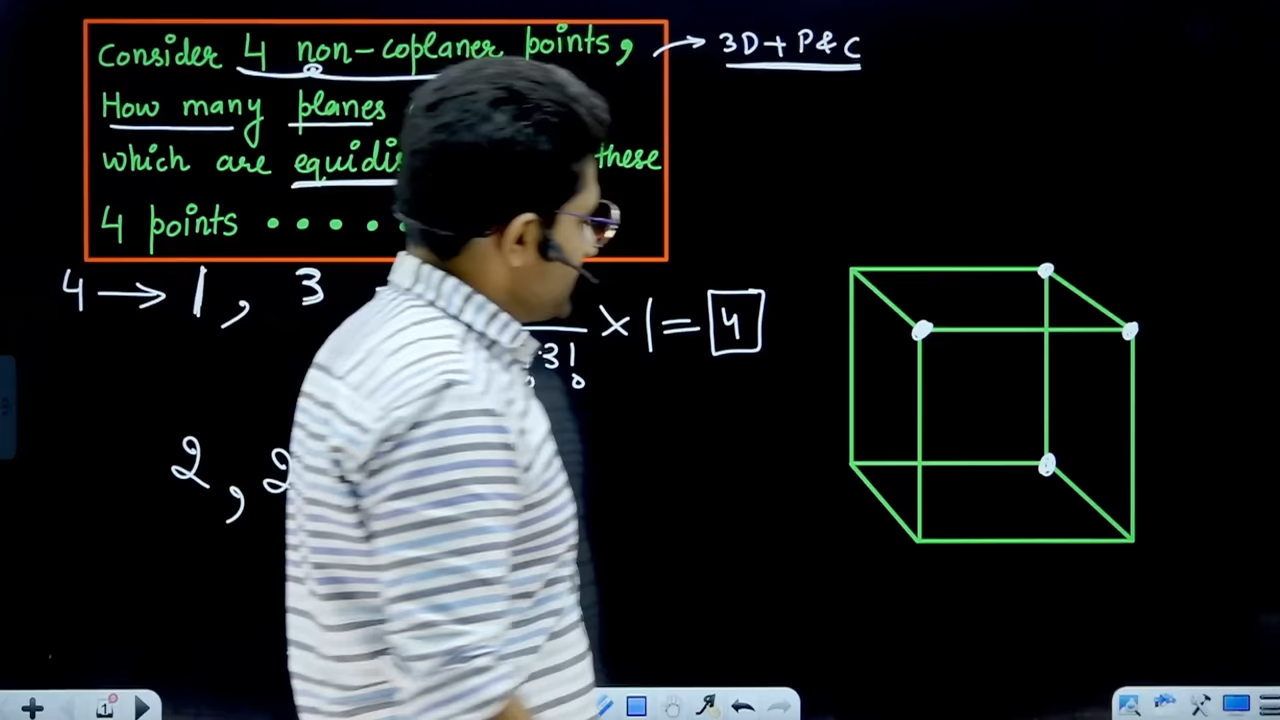 Consider 4 non-coplaner points, → 3D + P & C
How many planes
which are equidis these
4 points . . . . .
4 → 1, 3
3! × 1 = 4
2, 2
1